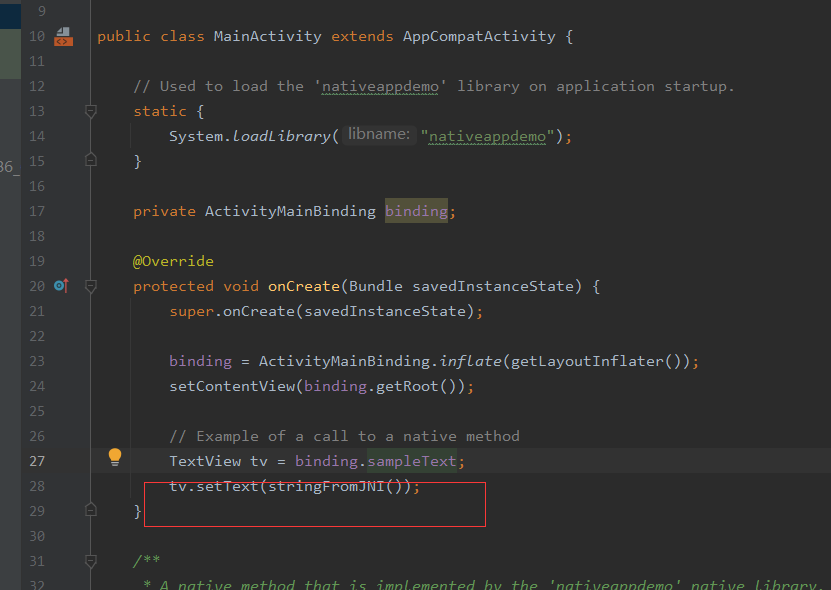 9
10 public class MainActivity extends AppCompatActivity {
11
12 // Used to load the 'nativeappdemo' library on application startup.
13 static {
14 System.loadLibrary( libname: "nativeappdemo");
86_
15 }
16
17 private ActivityMainBinding binding;
18
19 @Override
20 protected void onCreate(Bundle savedInstanceState) {
21 super.onCreate(savedInstanceState);
22
23 binding = ActivityMainBinding.inflate(getLayoutInflater());
24 setContentView(binding.getRoot());
25
26 // Example of a call to a native method
27 TextView tv = binding.sampleText;
28 tv.setText(stringFromJNI());
29 }
30
31 /**
32 * A native method that is implemented by the 'nativeappdemo' native library,